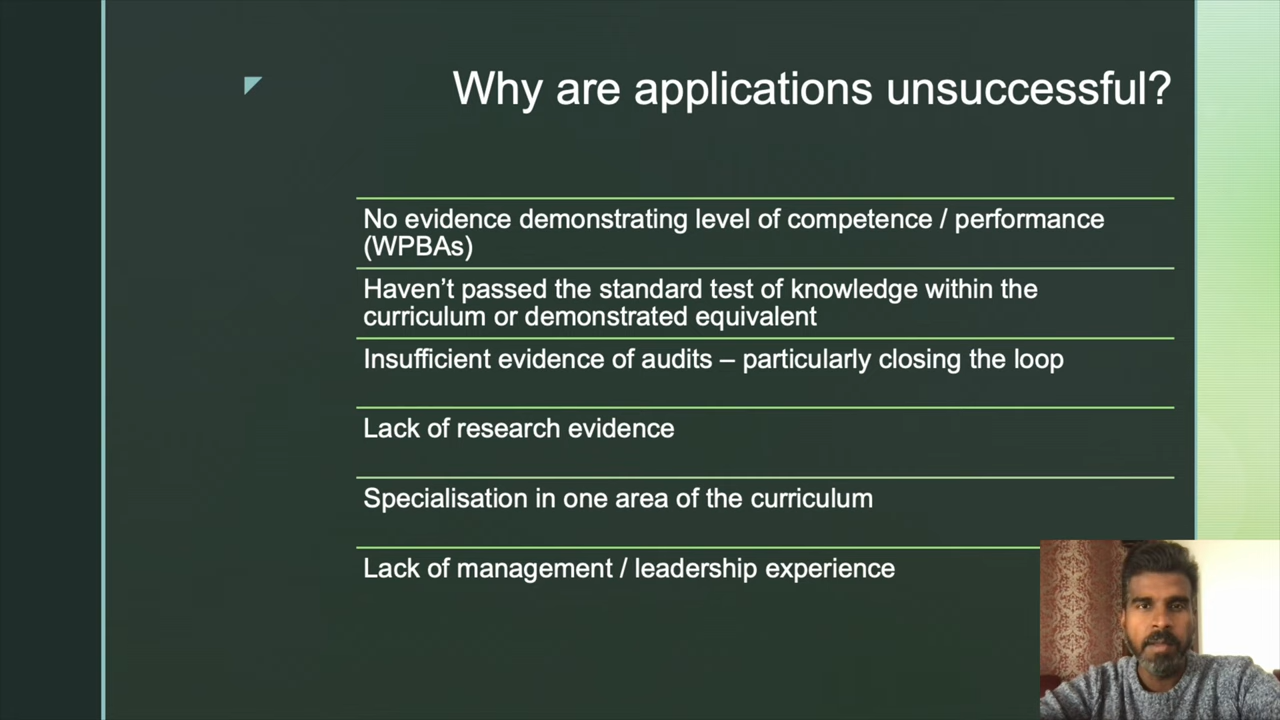 Why are applications unsuccessful?
No evidence demonstrating level of competence / performance
(WPBAs)
Haven’t passed the standard test of knowledge within the
curriculum or demonstrated equivalent
Insufficient evidence of audits – particularly closing the loop
Lack of research evidence
Specialisation in one area of the curriculum
Lack of management / leadership experience